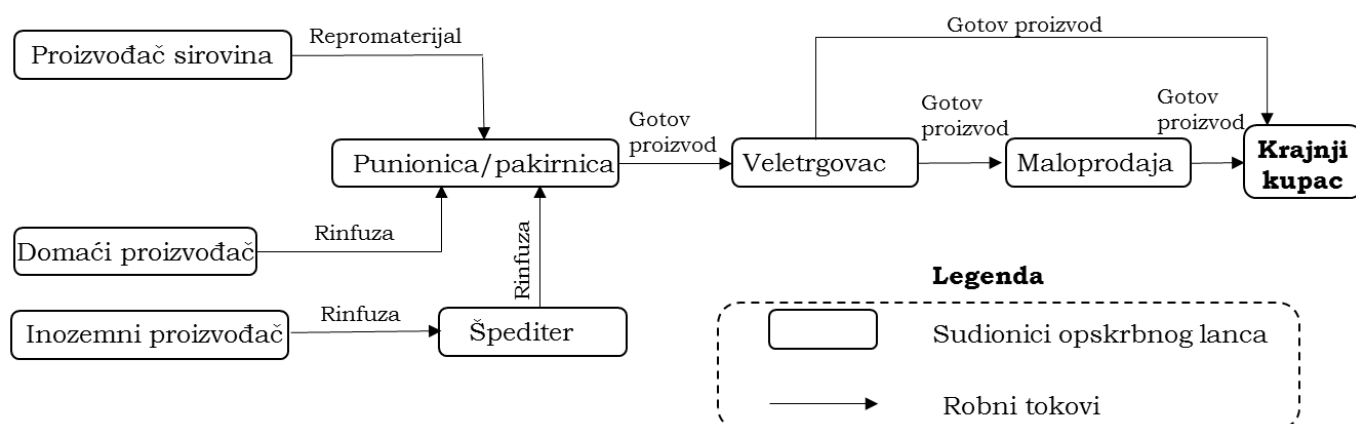 Gotov proizvod
Proizvođač sirovina
Repromaterijal
Punionica/pakirnica
Gotov
proizvod
Veletrgovac
Gotov
proizvod
Maloprodaja
Gotov
proizvod
Krajnji
kupac
Domaći proizvođač
Rinfuza
Rinfuza
Inozemni proizvođač
Rinfuza
Špediter
Legenda
Sudionici opskrbnog lanca
Robni tokovi